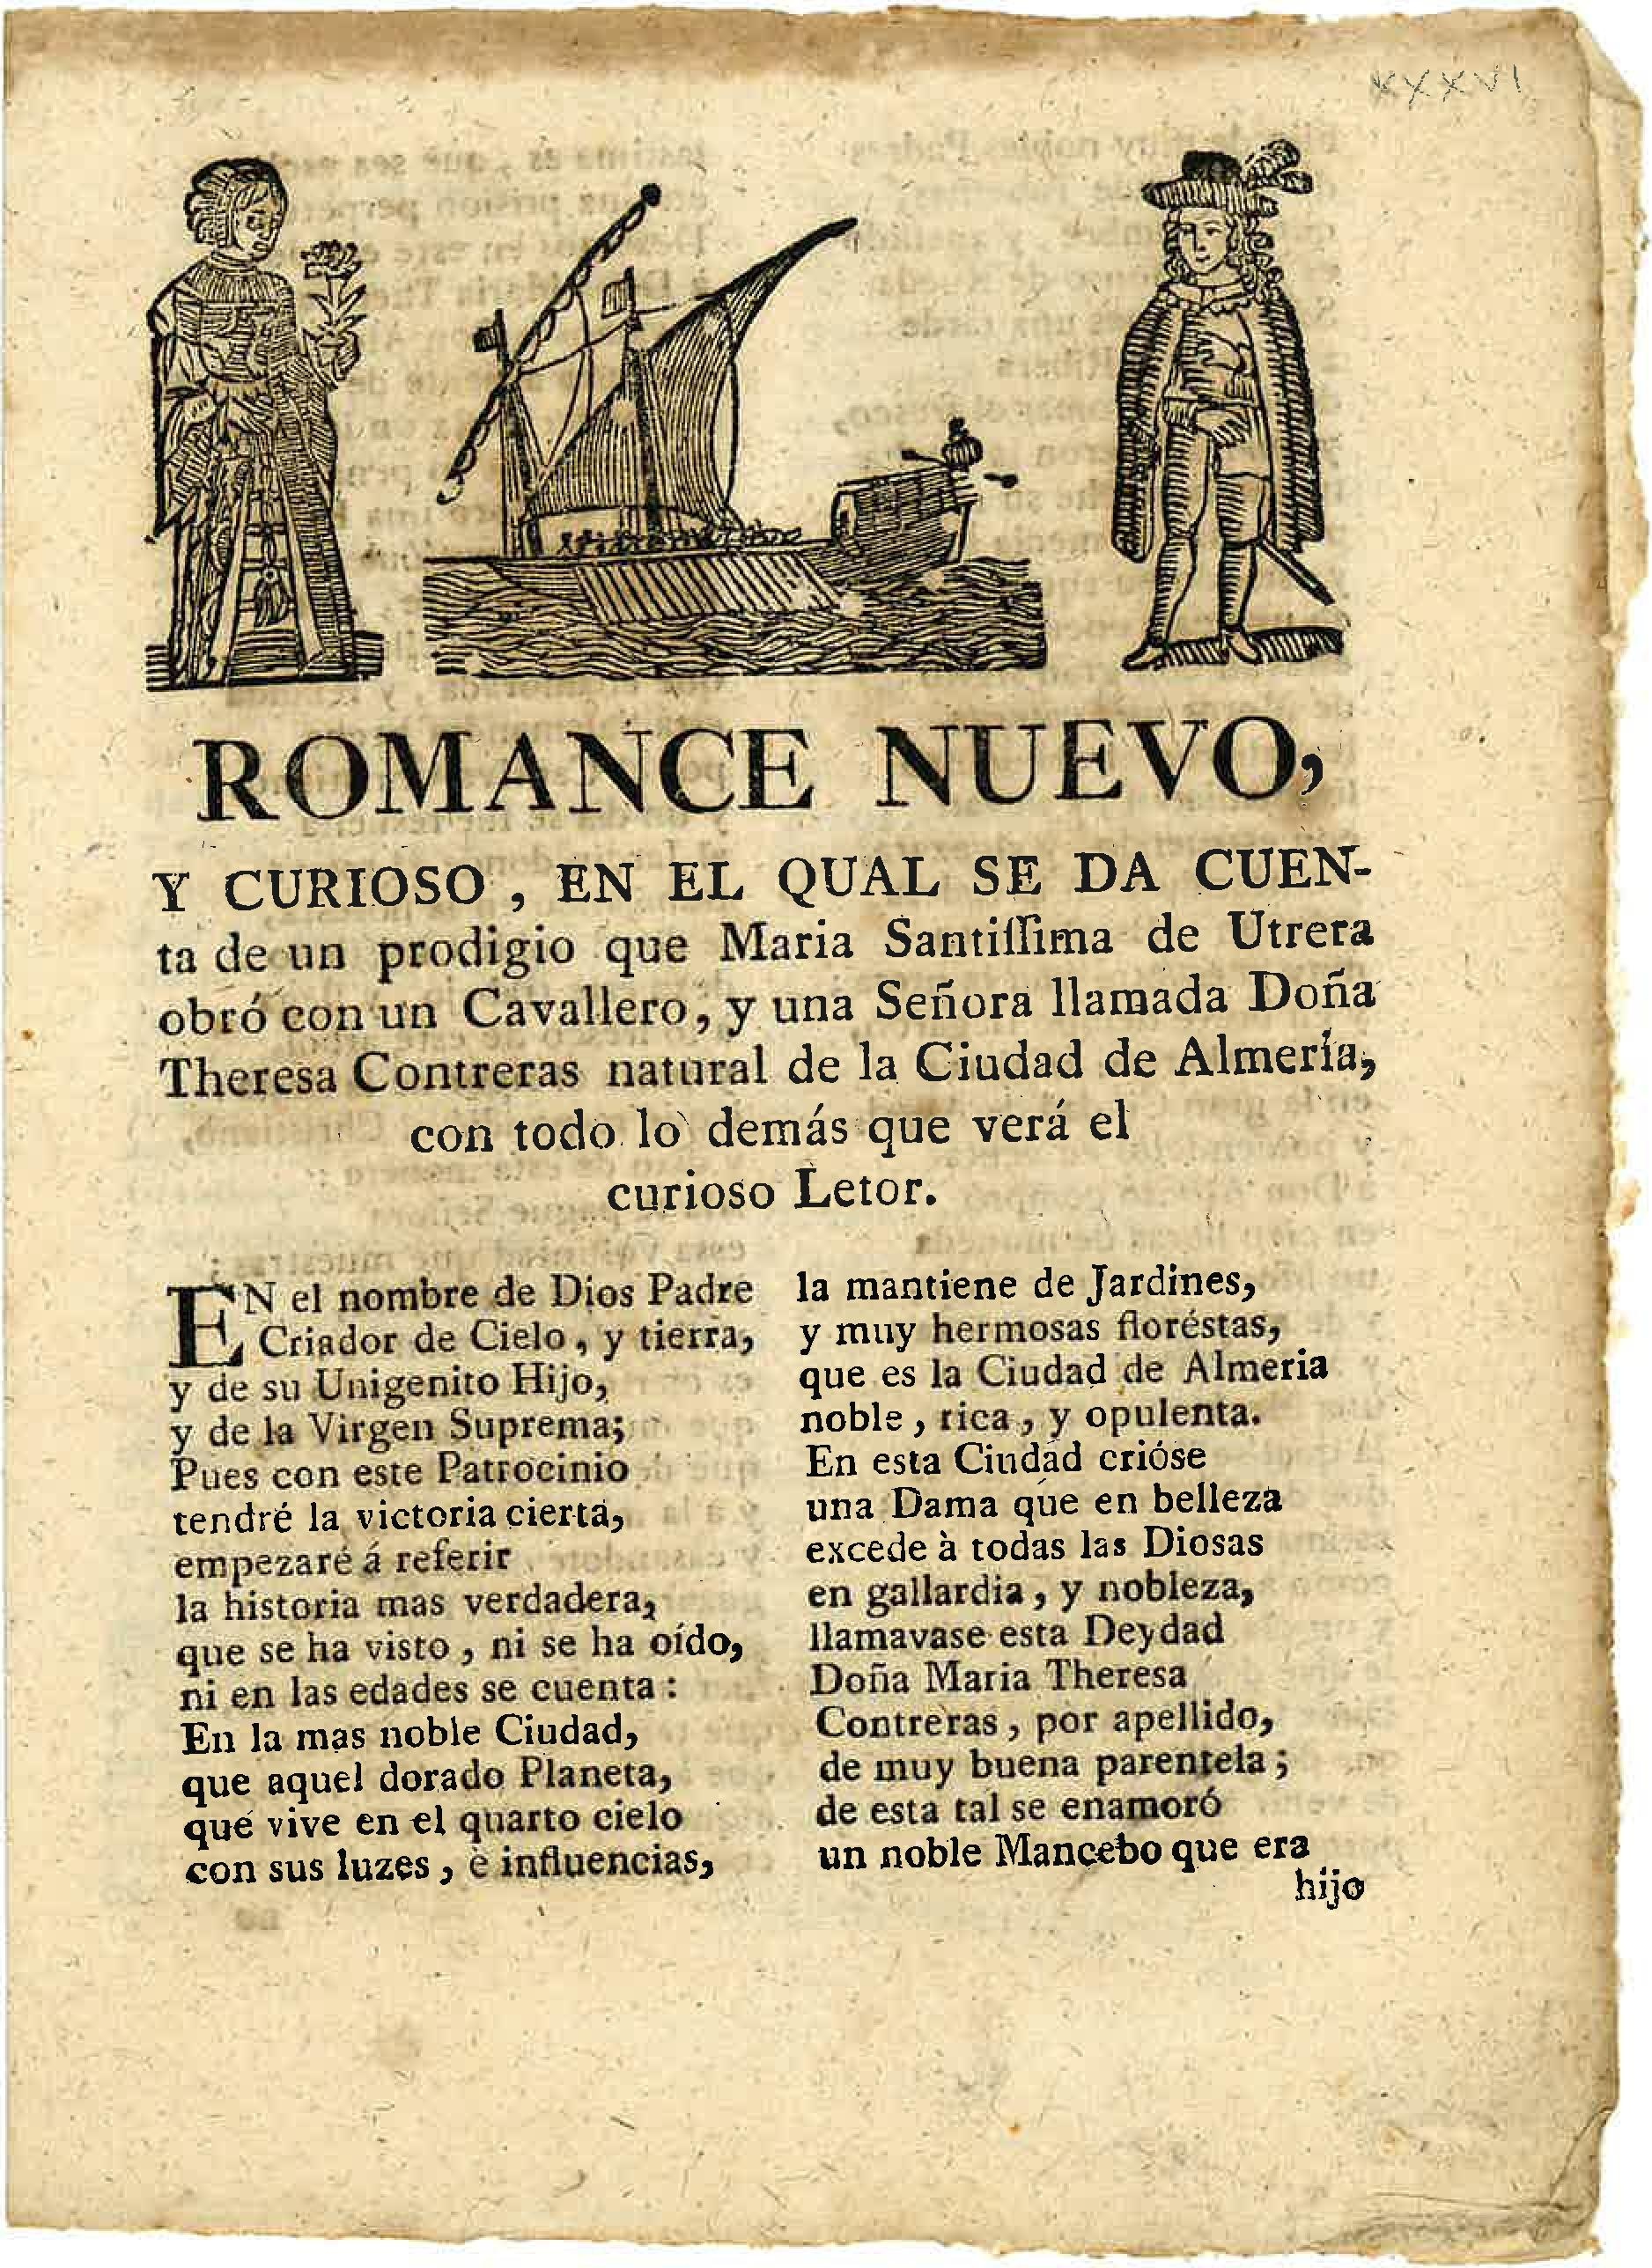 XXXVI
ROMANCE NUEVO,
Y CURIOSO, EN EL QUAL SE DA CUEN-
ta de un prodigio que Maria Santiſſima de Utrera
obró con un Cavallero, y una Señora llamada Doña
Theresa Contreras natural de la Ciudad de Almería,
con todo lo demás que verá el
curioso Letor.
EN el nombre de Dios Padre
Criador de Cielo, y tierra,
y de su Unigenito Hijo,
y de la Virgen Suprema;
Pues con este Patrocinio
tendré la victoria cierta,
empezaré á referir
la historia mas verdadera,
que se ha visto, ni se ha oído,
ni en las edades se cuenta:
En la mas noble Ciudad,
que aquel dorado Planeta,
que vive en el quarto cielo
con sus luzes, è influencias,
la mantiene de Jardines,
y muy hermosas floréstas,
que es la Ciudad de Almeria
noble, rica, y opulenta.
En esta Ciudad crióse
una Dama que en belleza
excede à todas las Diosas
en gallardia, y nobleza,
llamavase esta Deydad
Doña Maria Theresa
Contreras, por apellido,
de muy buena parentela;
de esta tal se enamoró
un noble Mancebo que era
hijo